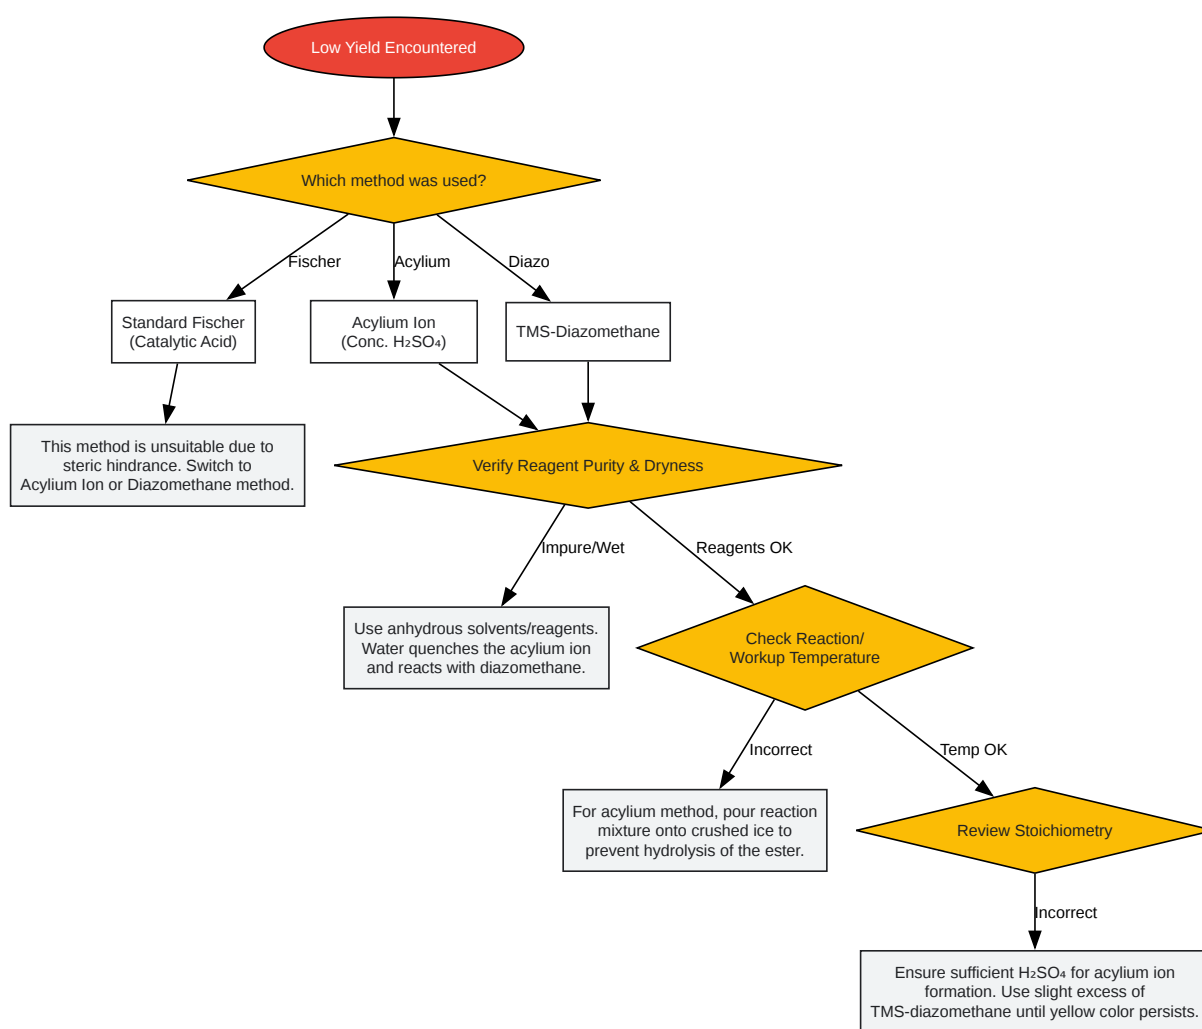 Low Yield Encountered
Which method was used?
Fischer
Acylium
Diazo
Standard Fischer
(Catalytic Acid)
Acylium Ion
(Conc. H₂SO₄)
TMS-Diazomethane
This method is unsuitable due to
steric hindrance. Switch to
Acylium Ion or Diazomethane method.
Verify Reagent Purity & Dryness
Impure/Wet
Reagents OK
Use anhydrous solvents/reagents.
Water quenches the acylium ion
and reacts with diazomethane.
Check Reaction/
Workup Temperature
Incorrect
Temp OK
For acylium method, pour reaction
mixture onto crushed ice to
prevent hydrolysis of the ester.
Review Stoichiometry
Incorrect
Ensure sufficient H₂SO₄ for acylium ion
formation. Use slight excess of
TMS-diazomethane until yellow color persists.